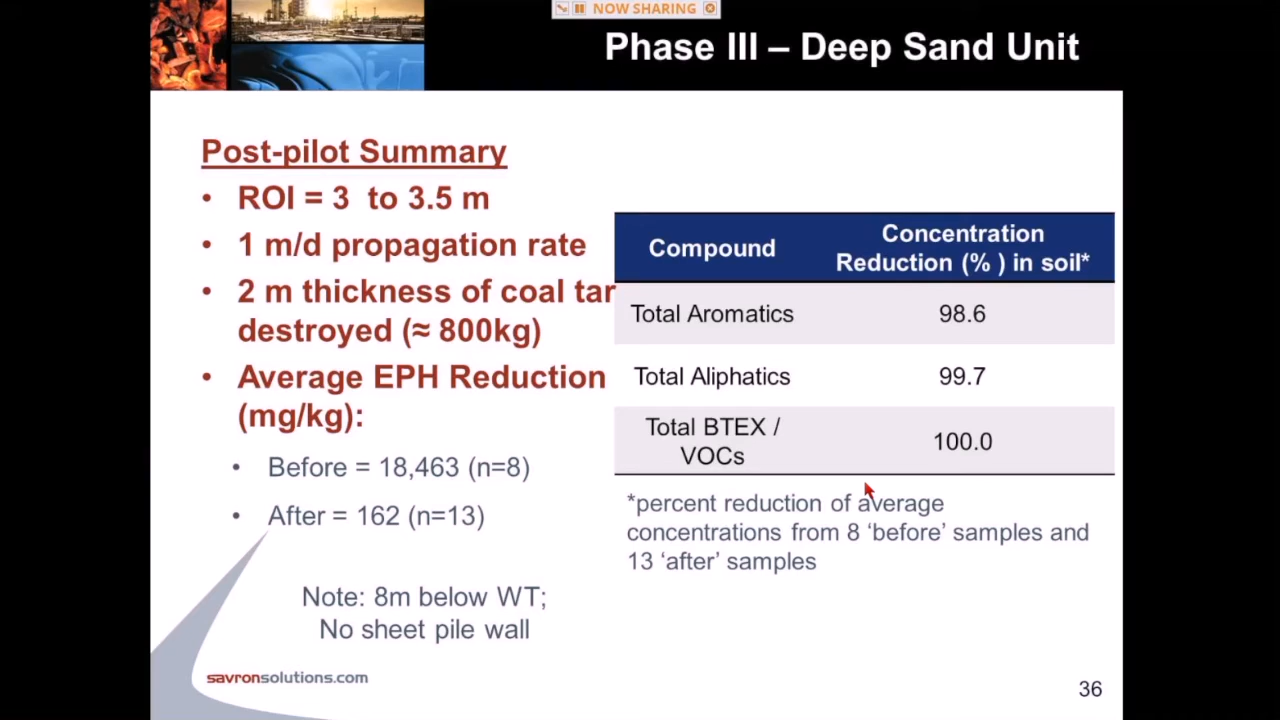 NOW SHARING
Phase III – Deep Sand Unit
Post-pilot Summary
• ROI = 3 to 3.5 m
• 1 m/d propagation rate
• 2 m thickness of coal tar
destroyed (≈ 800kg)
• Average EPH Reduction
(mg/kg):
• Before = 18,463 (n=8)
• After = 162 (n=13)
Note: 8m below WT;
No sheet pile wall
Compound
Concentration
Reduction (% ) in soil*
Total Aromatics 98.6
Total Aliphatics 99.7
Total BTEX /
VOCs
100.0
*percent reduction of average
concentrations from 8 ‘before’ samples and
13 ‘after’ samples
savronsolutions.com
36